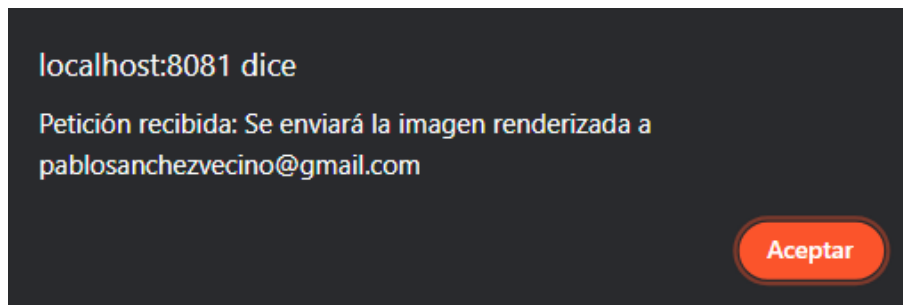 localhost:8081 dice
Petición recibida: Se enviará la imagen renderizada a
pablosanchezvecino@gmail.com
Aceptar